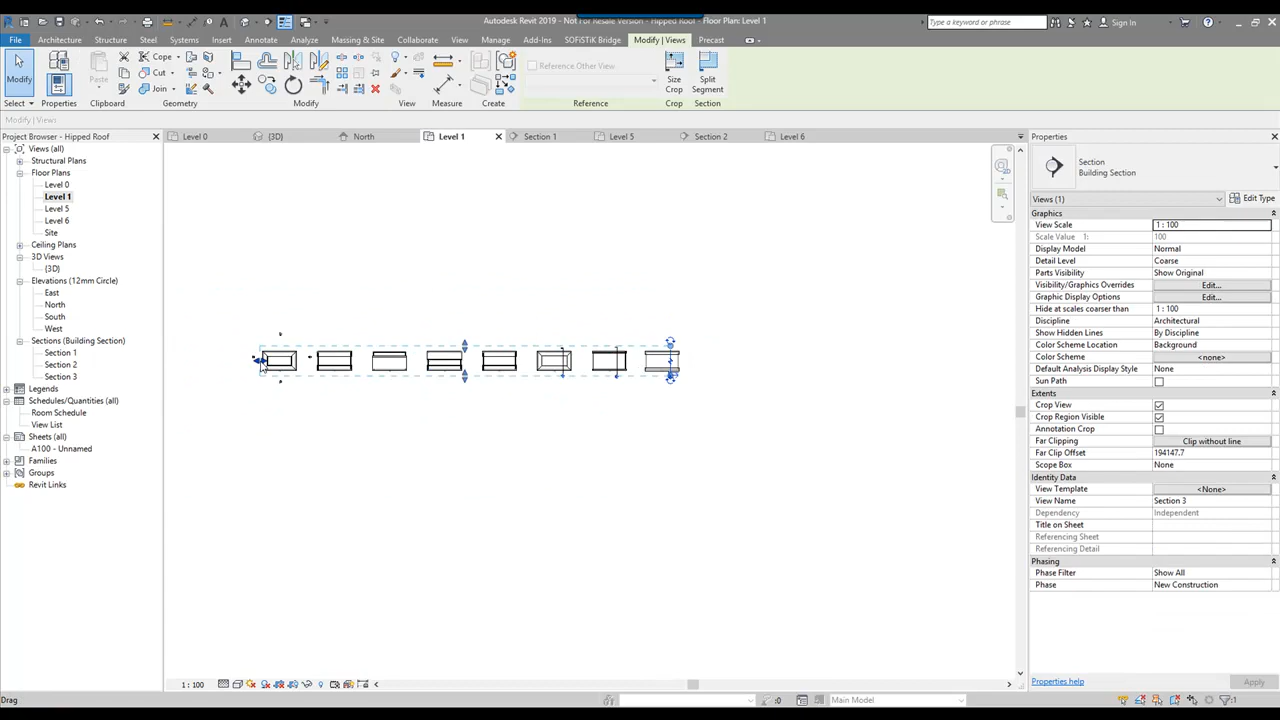 Autodesk Revit 2019 - Not For Resale Version - Hipped Roof - Floor Plan: Level 1
Type a keyword or phrase
Sign In
File Architecture Structure Steel Systems Insert Annotate Analyze Massing & Site Collaborate View Manage Add-Ins SOFiSTiK Bridge Modify | Views Precast
Modify
Properties
Paste
Cope
Cut
Join
Reference Other View
Size
Crop
Split
Segment
Select Properties Clipboard Geometry Modify View Measure Create Reference Crop Section
Modify | Views
Project Browser - Hipped Roof
Level 0 {3D} North Level 1 Section 1 Level 5 Section 2 Level 6
Views (all)
Structural Plans
Floor Plans
Level 0
Level 1
Level 5
Level 6
Site
Ceiling Plans
3D Views
{3D}
Elevations (12mm Circle)
East
North
South
West
Sections (Building Section)
Section 1
Section 2
Section 3
Legends
Schedules/Quantities (all)
Room Schedule
View List
Sheets (all)
A100 - Unnamed
Families
Groups
Revit Links
Properties
Section
Building Section
Views (1) Edit Type
Graphics
View Scale 1 : 100
Scale Value 1: 100
Display Model Normal
Detail Level Coarse
Parts Visibility Show Original
Visibility/Graphics Overrides Edit...
Graphic Display Options Edit...
Hide at scales coarser than 1 : 100
Discipline Architectural
Show Hidden Lines By Discipline
Color Scheme Location Background
Color Scheme <none>
Default Analysis Display Style None
Sun Path
Extents
Crop View
Crop Region Visible
Annotation Crop
Far Clipping Clip without line
Far Clip Offset 194147.7
Scope Box None
Identity Data
View Template <None>
View Name Section 3
Dependency Independent
Title on Sheet
Referencing Sheet
Referencing Detail
Phasing
Phase Filter Show All
Phase New Construction
Properties help Apply
1 : 100
Drag
:0
Main Model
:1